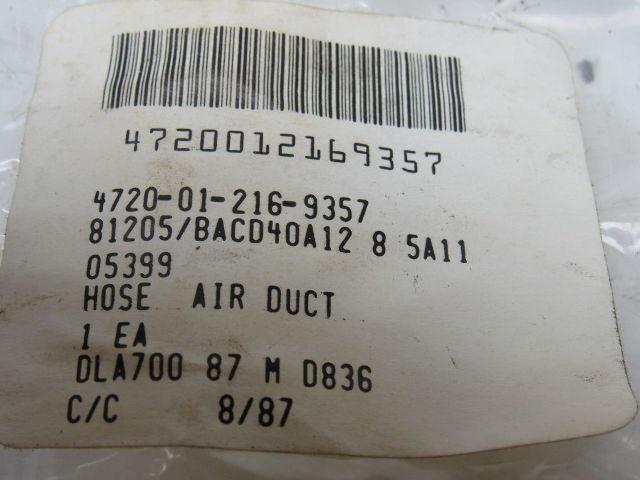 4720012169357
4720-01-216-9357
81205/BACD40A12 8 5A11
05399
HOSE AIR DUCT
1 EA
DLA700 87 M D836
C/C 8/87